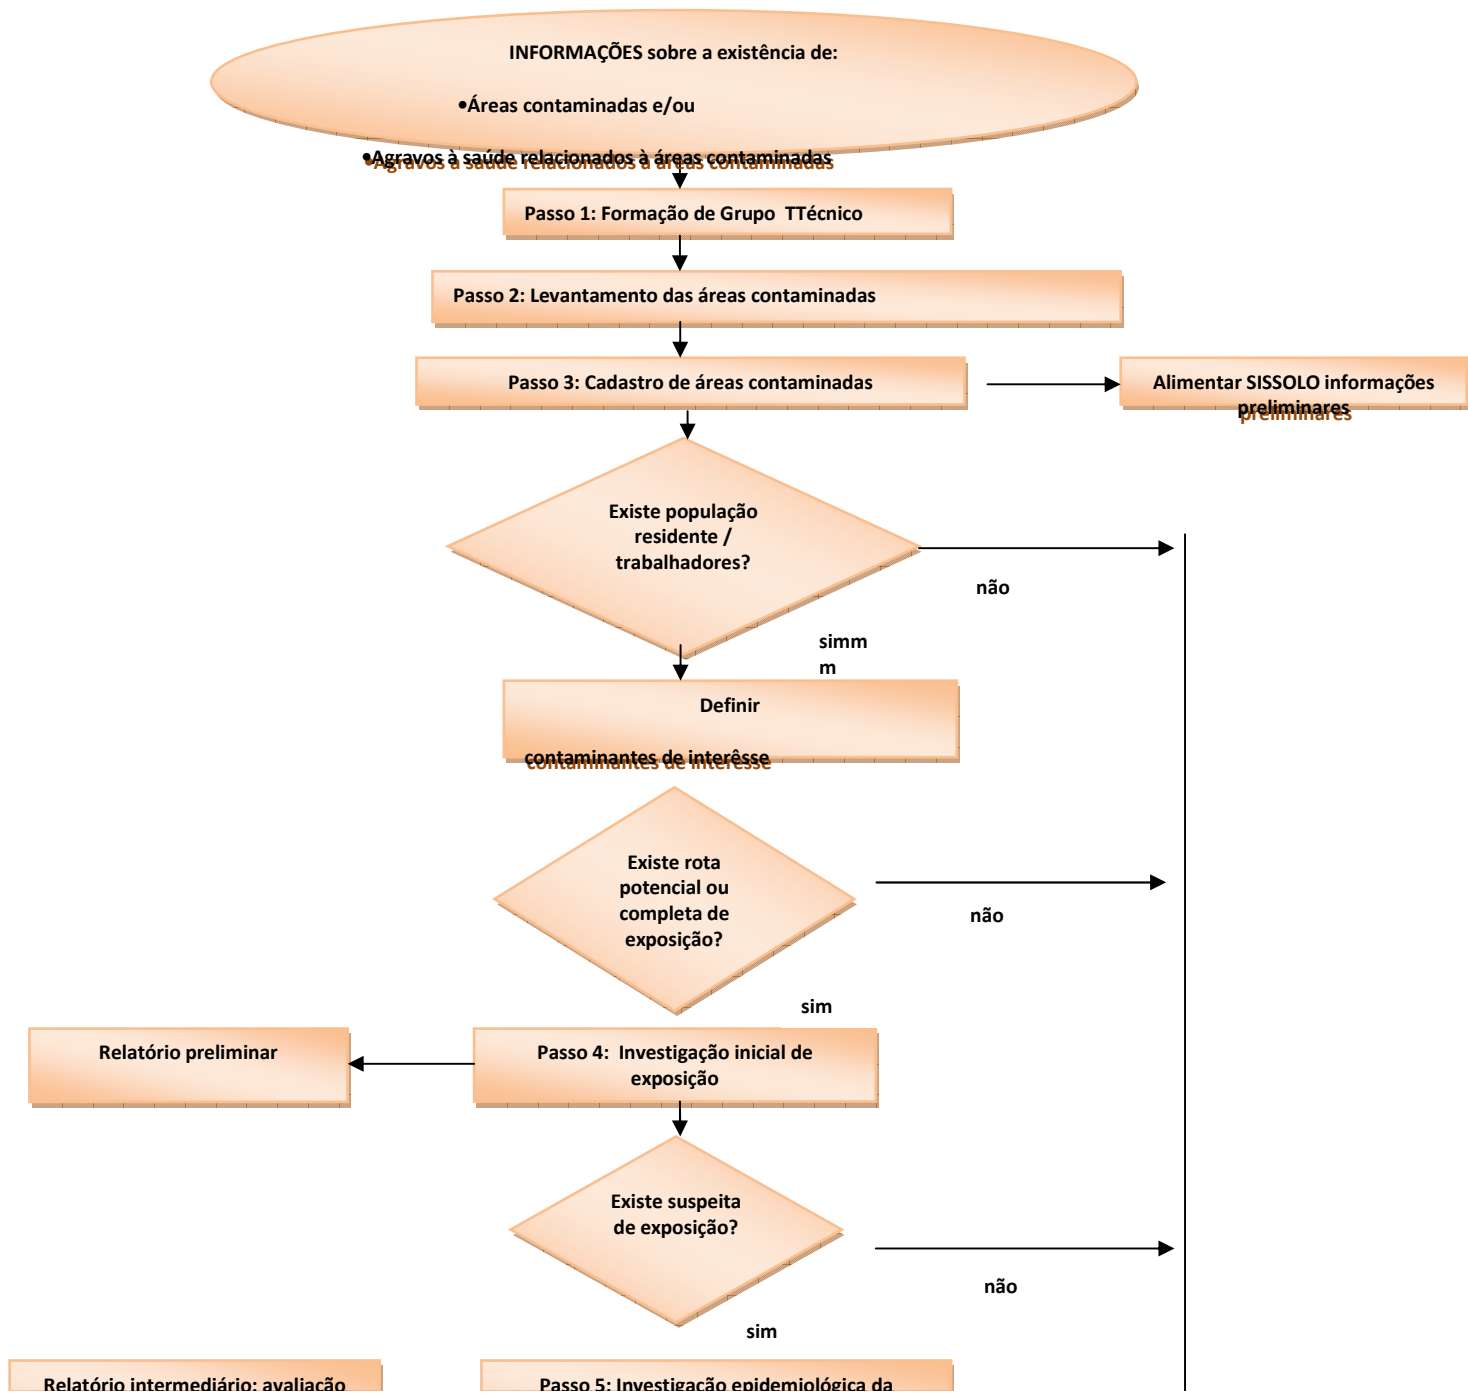 INFORMAÇÕES sobre a existência de:
•Áreas contaminadas e/ou
•Agravos à saúde relacionados à áreas contaminadas
Passo 1: Formação de Grupo TTécnico
Passo 2: Levantamento das áreas contaminadas
Passo 3: Cadastro de áreas contaminadas
Alimentar SISSOLO informações
preliminares
Existe população
residente /
trabalhadores?
não
simm
m
Definir
contaminantes de interêsse
Existe rota
potencial ou
completa de
exposição?
não
sim
Relatório preliminar
Passo 4: Investigação inicial de
exposição
Existe suspeita
de exposição?
não
sim
Relatório intermediário: avaliação
Passo 5: Investigação epidemiológica da